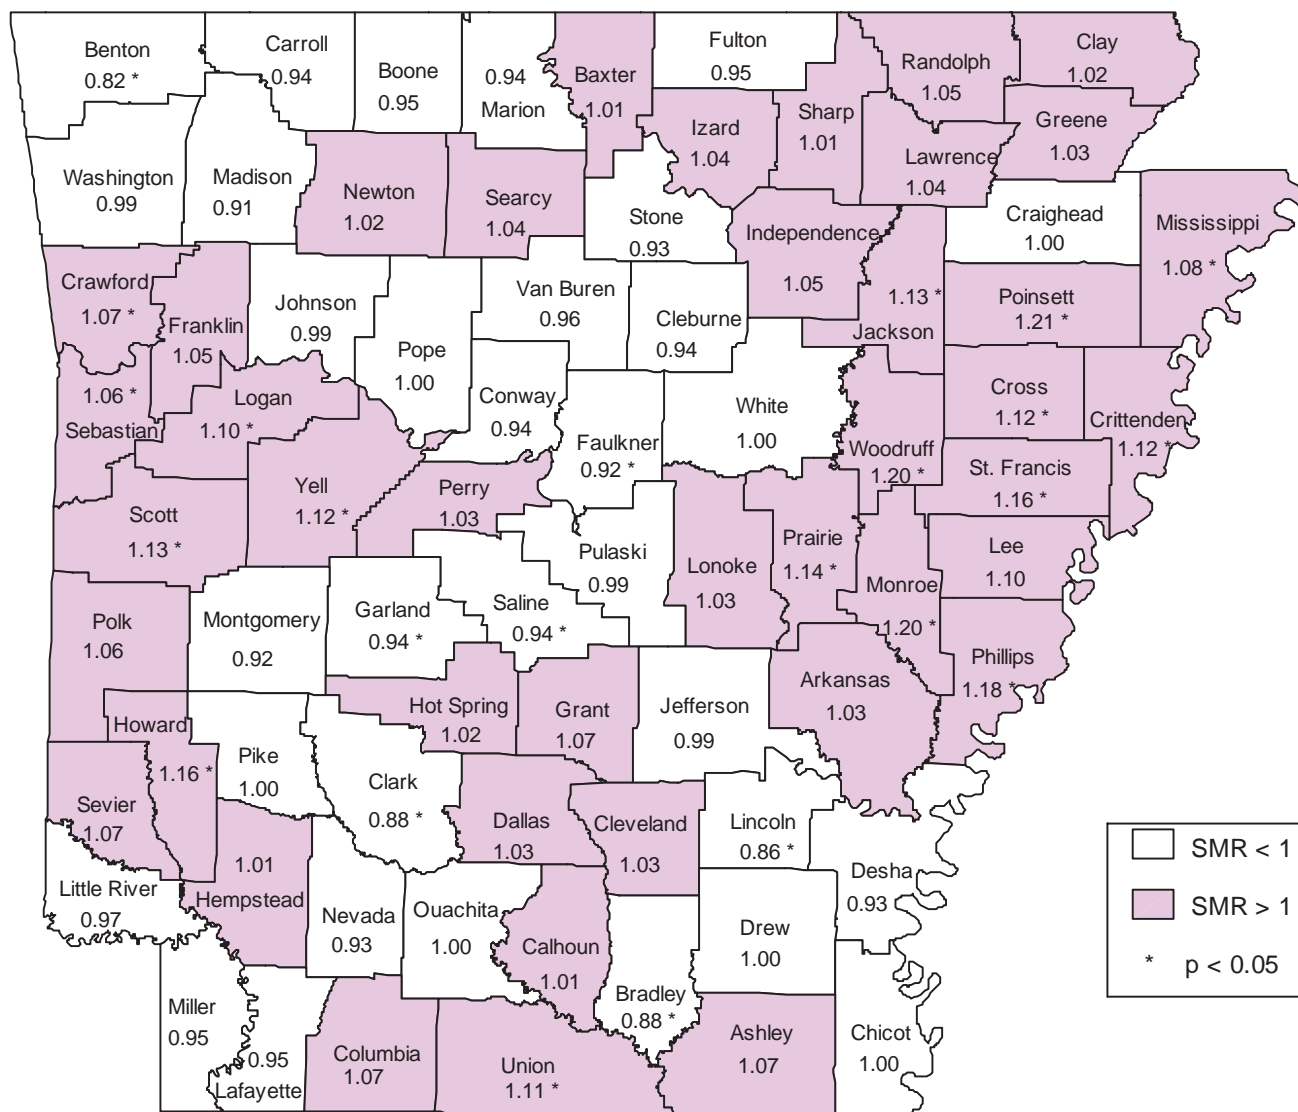 Benton
0.82 *
Carroll
0.94
Boone
0.95
0.94
Marion
Baxter
1.01
Fulton
0.95
Randolph
1.05
Clay
1.02
Izard
1.04
Sharp
1.01
Greene
1.03
Lawrence
1.04
Washington
0.99
Madison
0.91
Newton
1.02
Searcy
1.04
Stone
0.93
Independence
1.05
Craighead
1.00
Mississippi
1.08 *
Crawford
1.07 *
Franklin
1.05
Johnson
0.99
Pope
1.00
Van Buren
0.96
Cleburne
0.94
1.13 *
Jackson
Poinsett
1.21 *
1.06 *
Sebastian
Logan
1.10 *
Conway
0.94
Faulkner
0.92 *
White
1.00
Woodruff
1.20 *
Cross
1.12 *
Crittenden
1.12 *
St. Francis
1.16 *
Scott
1.13 *
Yell
1.12 *
Perry
1.03
Pulaski
0.99
Lonoke
1.03
Prairie
1.14 *
Monroe
1.20 *
Lee
1.10
Polk
1.06
Montgomery
0.92
Garland
0.94 *
Saline
0.94 *
Phillips
1.18 *
Howard
1.16 *
Pike
1.00
Hot Spring
1.02
Grant
1.07
Jefferson
0.99
Arkansas
1.03
Sevier
1.07
Clark
0.88 *
Dallas
1.03
Cleveland
1.03
Lincoln
0.86 *
Desha
0.93
Little River
0.97
1.01
Hempstead
Nevada
0.93
Ouachita
1.00
Calhoun
1.01
Bradley
0.88 *
Drew
1.00
Miller
0.95
0.95
Lafayette
Columbia
1.07
Union
1.11 *
Ashley
1.07
Chicot
1.00
SMR < 1
SMR > 1
* p < 0.05